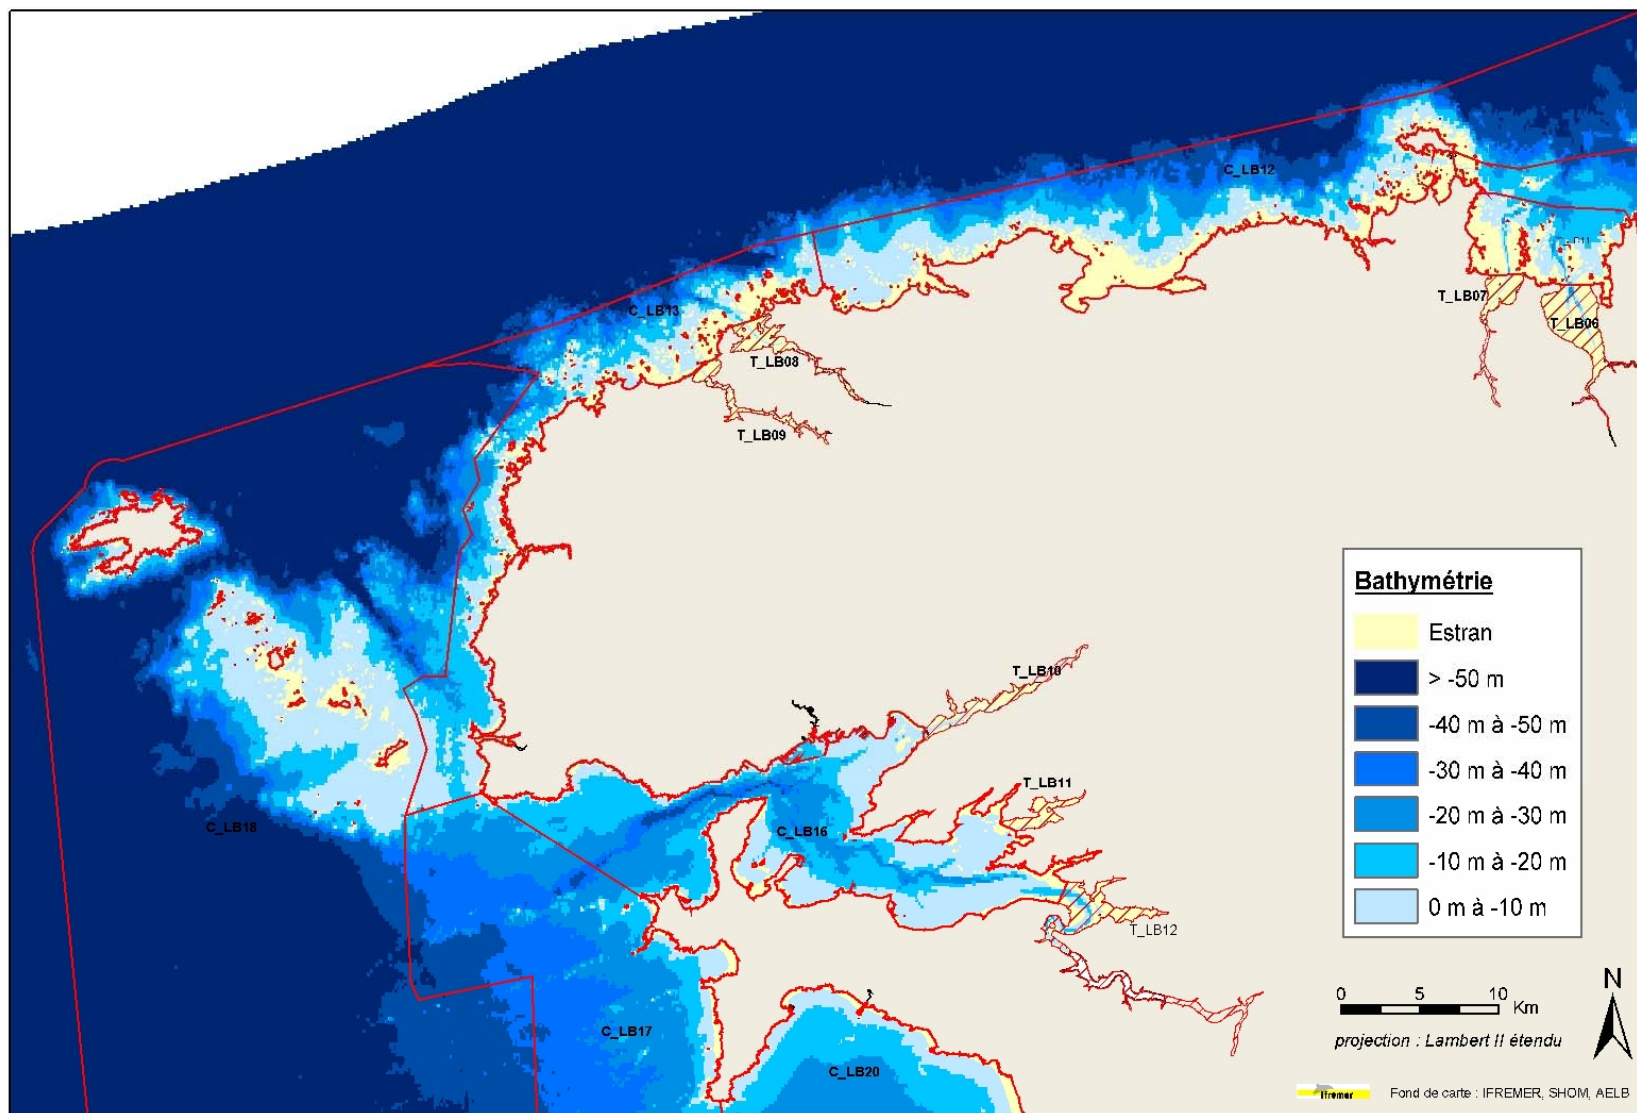 C_LB12
T_LB07
C_LB13
T_LB06
T_LB08
T_LB09
Bathymétrie
Estran
> -50 m
-40 m à -50 m
-30 m à -40 m
-20 m à -30 m
-10 m à -20 m
0 m à -10 m
T_LB10
T_LB11
C_LB18
C_LB16
T_LB12
C_LB17
C_LB20
N
0 5 10
Km
projection : Lambert II étendu
Ifremer
Fond de carte : IFREMER, SHOM, AELB